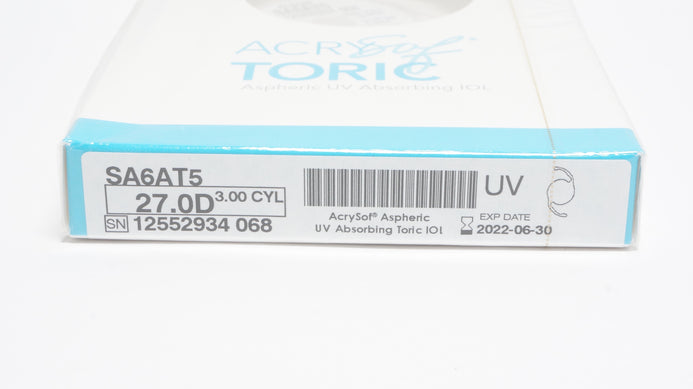 ACRYSof®
TORIC
Aspheric UV Absorbing IOL
SA6AT5
27.0D 3.00 CYL
SN 12552934 068
AcrySof® Aspheric
UV Absorbing Toric IOL
UV
EXP DATE
2022-06-30